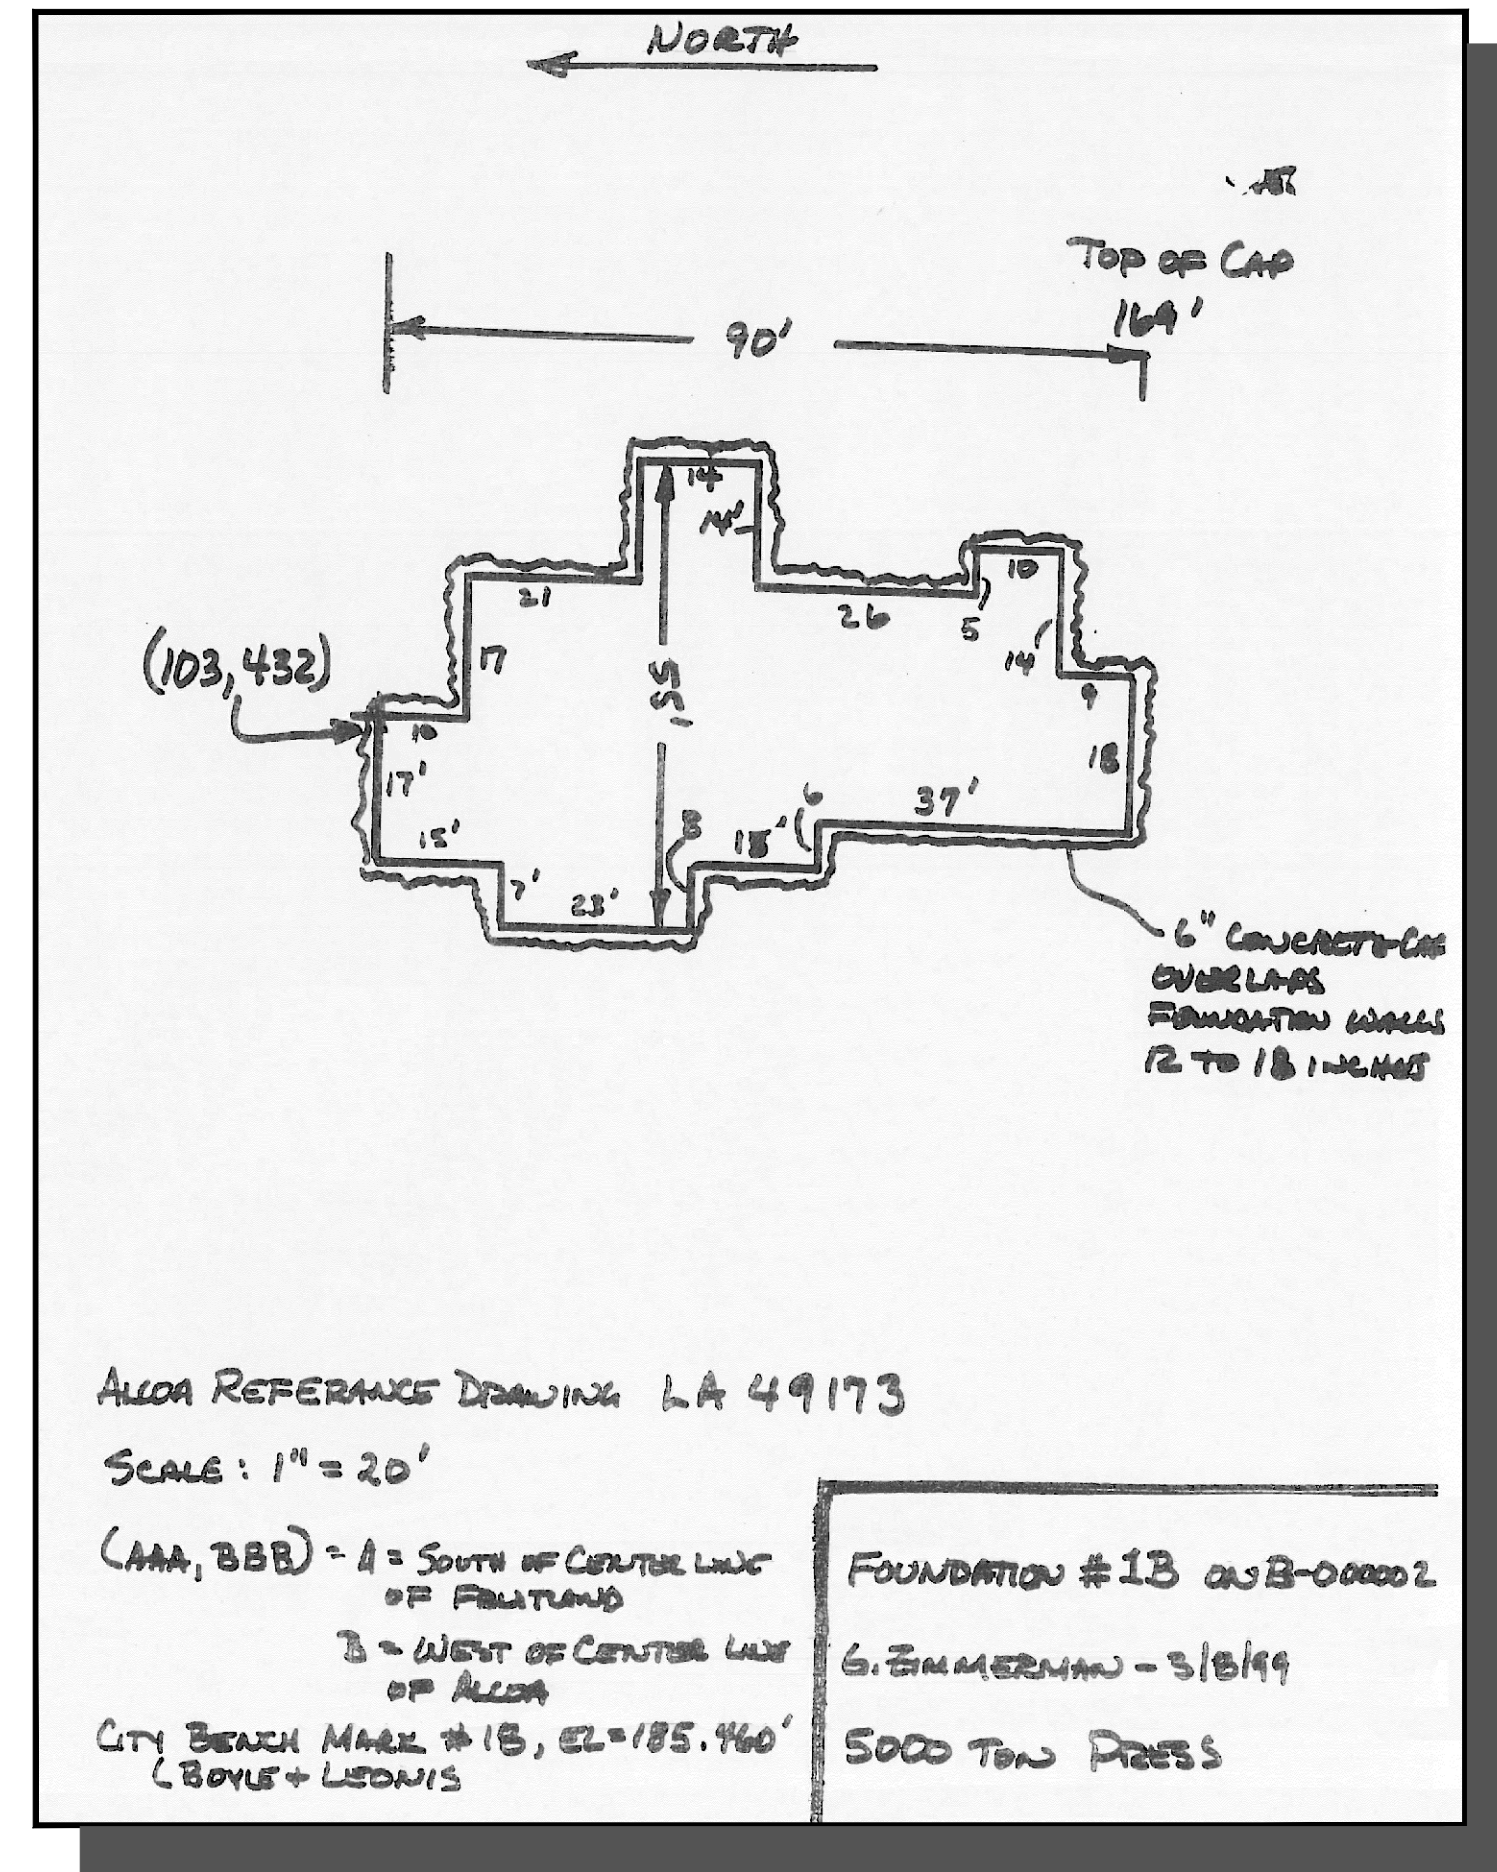 NORTH
TOP OF CAP
169'
90'
14
14'
10
21
26
5
14
17
9
(103,432)
55'
10
17'
18
37'
6
15'
18'
8
7'
23'
6" CONCRETE CAP
OVERLAPS
FOUNDATION WALLS
12 TO 18 INCHES
ALCOA REFERANCE DRAWING LA 49173
SCALE: 1" = 20'
(AAA, BBB) - A = SOUTH OF CENTER LINE
OF FRUITLAND
B = WEST OF CENTER LINE
OF ALCOA
CITY BENCH MARK #18, EL=185.460'
(BOYLE + LEONIS
FOUNDATION #1B ON B-000002
G. ZIMMERMAN - 3/8/99
5000 TON PRESS